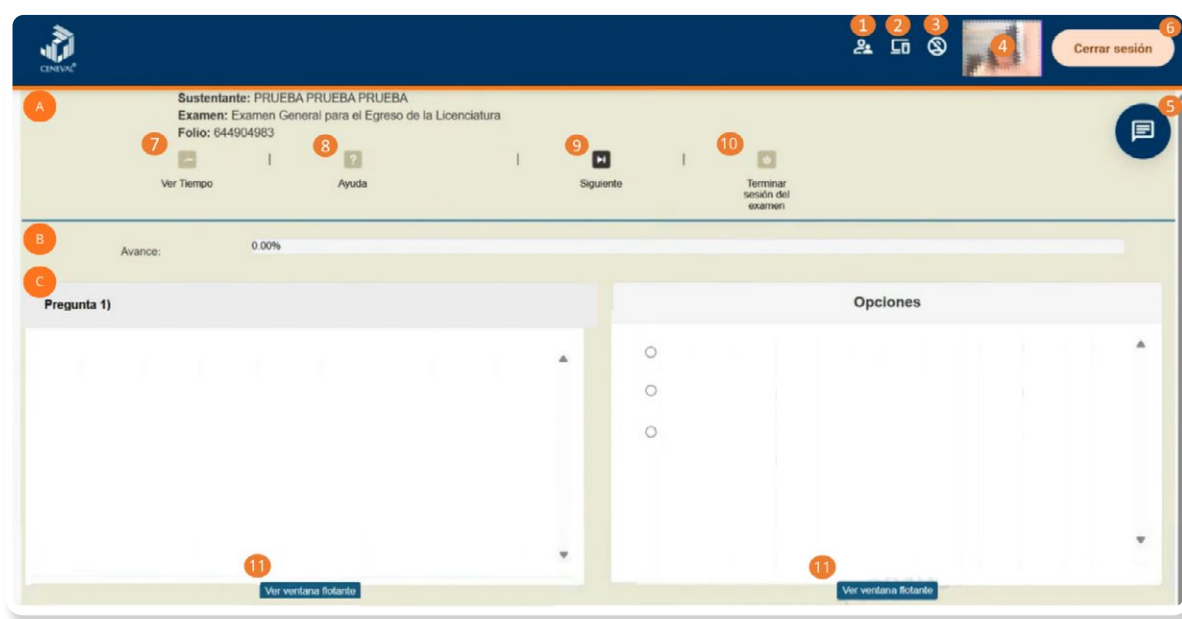 1 2 3 4 6
CENEVAL®
Cerrar sesión
A
Sustentante: PRUEBA PRUEBA PRUEBA
Examen: Examen General para el Egreso de la Licenciatura
Folio: 644904983
5
7 8 9 10
Ver Tiempo | ? Ayuda | Siguiente | Terminar
sesión del
examen
B
Avance: 0.00%
C
Pregunta 1)
Opciones
11 11
Ver ventana flotante Ver ventana flotante